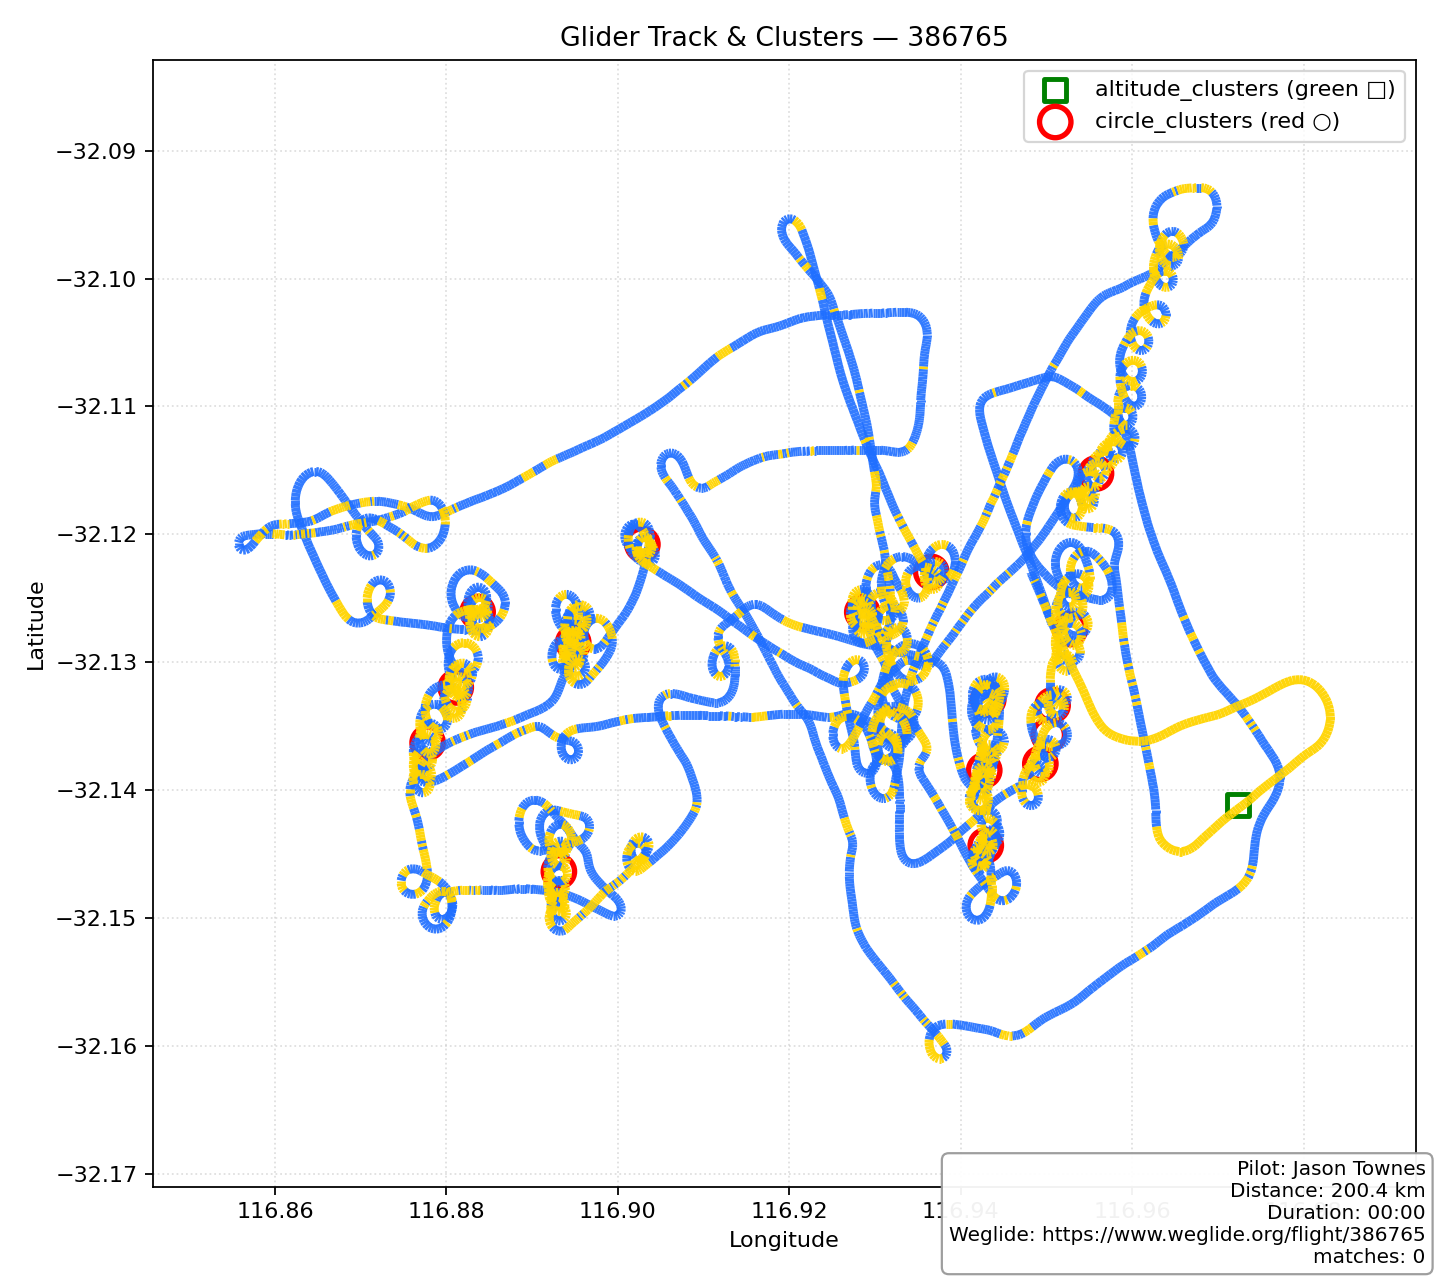 Glider Track & Clusters — 386765
altitude_clusters (green □)
circle_clusters (red ○)
−32.09
−32.10
−32.11
−32.12
−32.13
−32.14
−32.15
−32.16
−32.17
Latitude
116.86 116.88 116.90 116.92 116.94 116.96
Longitude
Pilot: Jason Townes
Distance: 200.4 km
Duration: 00:00
Weglide: https://www.weglide.org/flight/386765
matches: 0